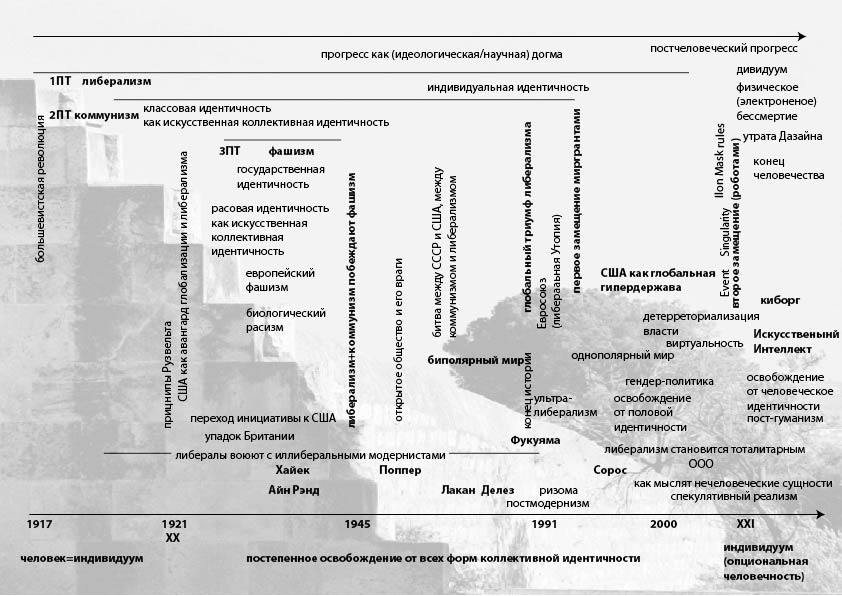 прогресс как (идеологическая/научная) догма
постчеловеческий прогресс
1ПТ либерализм
дивидуум
индивидуальная идентичность
физическое
(электроненое)
бессмертие
2ПТ коммунизм
классовая идентичность
как искусственная коллективная идентичность
утрата Дазайна
3ПТ фашизм
государственная
идентичность
конец
человечества
расовая идентичность
как искусственная
коллективная
идентичность
европейский
фашизм
биологический
расизм
большевистская революция
прицнипы Рузвельта
США как авангард глобализации и либерализма
либерализм+коммунизм побеждают фашизм
открытое общество и его враги
битва между СССР и США, между
коммунизмом и либерализмом
глобальный триумф либерализма
Евросоюз
(либерааьная Утопия)
первое замещение миргрантами
Event Singularity Ilon Mask rules
второе замещение (роботами)
США как глобальная
гипердержава
киборг
детерреториализация
власти
виртуальность
Искусственынй
Интеллект
биполярный мир
однополярный мир
конец истории
гендер-политика
освобождение
от половой
идентичности
освобождение
от человеческое
идентичности
пост-гуманизм
ультра-
либерализм
переход инициативы к США
упадок Британии
Фукуяма
либералы воюют с иллиберальными модернистами
либерализм становится тоталитарным
ООО
Хайек
Поппер
Сорос
как мыслят нечеловеческие сущности
спекулятивный реализм
Айн Рэнд
Лакан Делез
ризома
постмодернизм
1917
1921
XX
1945
1991
2000
XXI
человек=индивидуум
постепенное освобождение от всех форм коллективной идентичности
индивидуум
(опциональная
человечность)